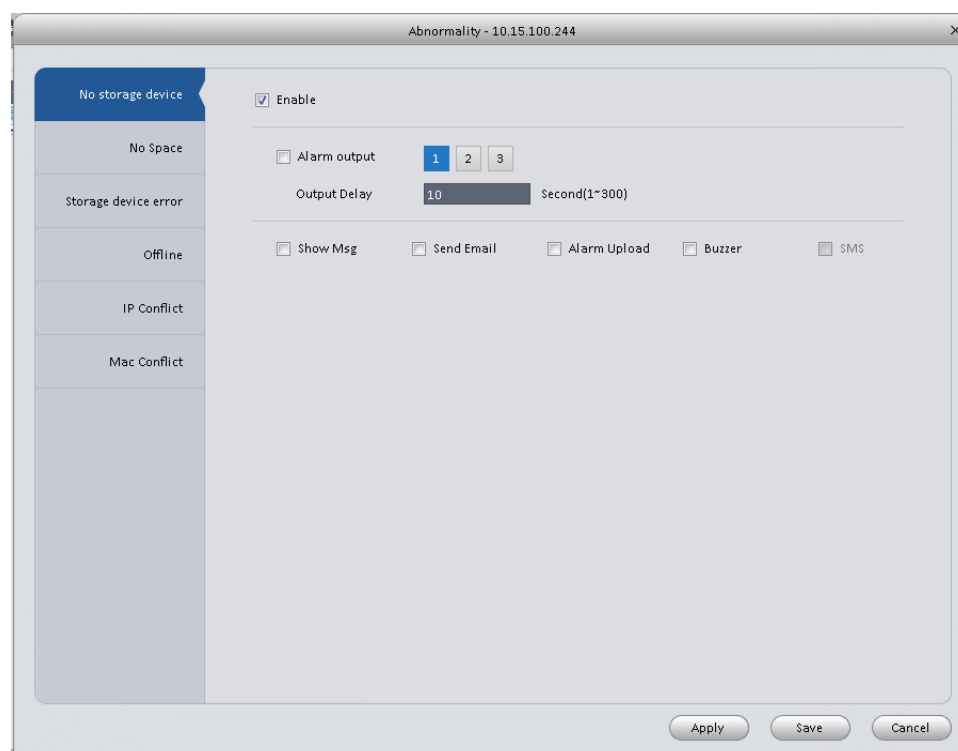 Abnormality - 10.15.100.244
No storage device
No Space
Storage device error
Offline
IP Conflict
Mac Conflict
Enable
Alarm output 1 2 3
Output Delay 10 Second(1~300)
Show Msg Send Email Alarm Upload Buzzer SMS
Apply Save Cancel